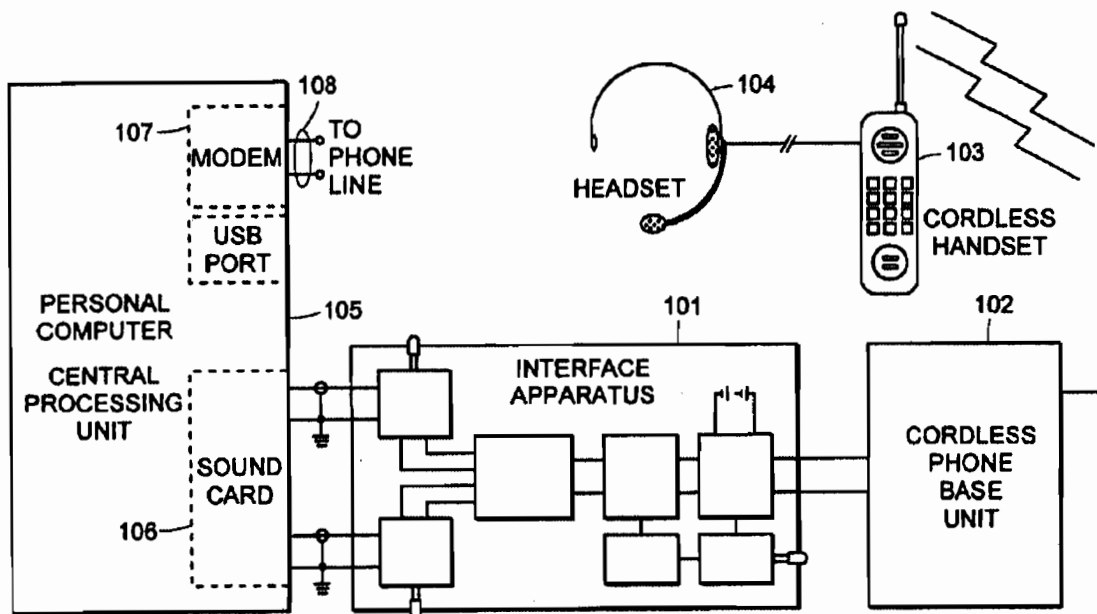 108
107
MODEM
TO
PHONE
LINE
USB
PORT
PERSONAL
COMPUTER
105
CENTRAL
PROCESSING
UNIT
SOUND
CARD
106
104
HEADSET
103
CORDLESS
HANDSET
101
INTERFACE
APPARATUS
102
CORDLESS
PHONE
BASE
UNIT